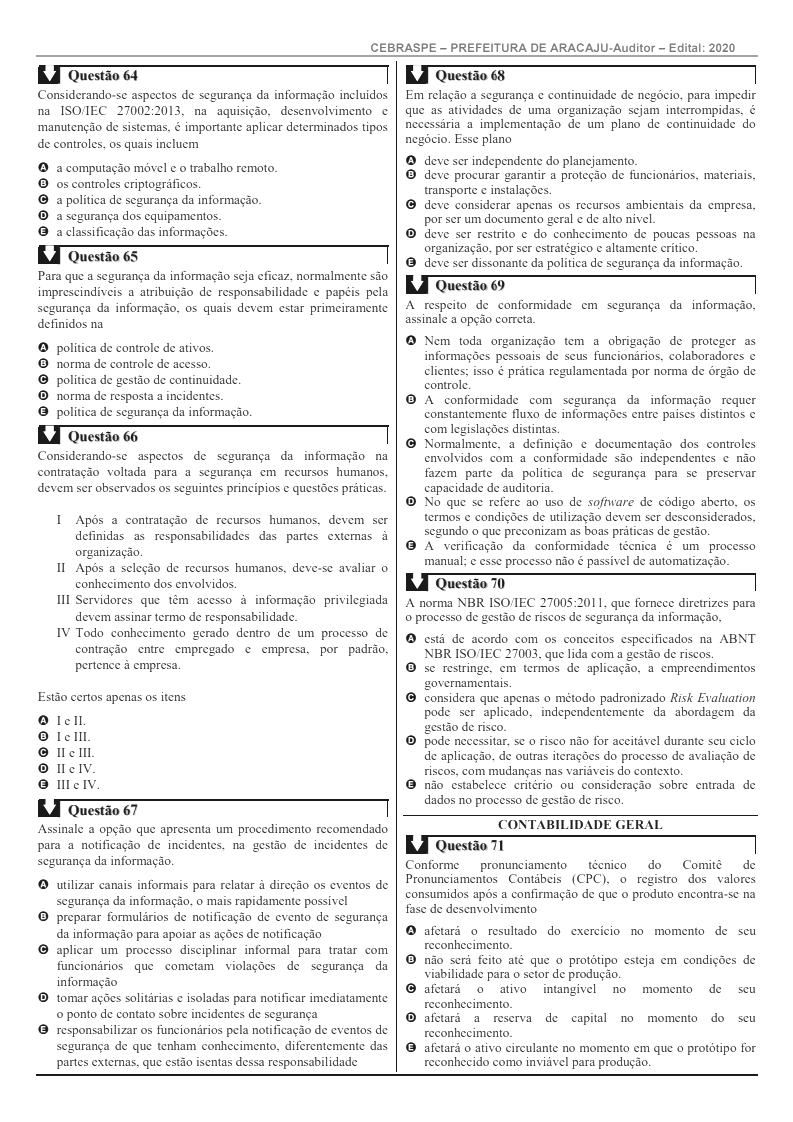 CEBRASPE – PREFEITURA DE ARACAJU-Auditor – Edital: 2020
Questão 64
Considerando-se aspectos de segurança da informação incluídos
na ISO/IEC 27002:2013, na aquisição, desenvolvimento e
manutenção de sistemas, é importante aplicar determinados tipos
de controles, os quais incluem
A a computação móvel e o trabalho remoto.
B os controles criptográficos.
C a política de segurança da informação.
D a segurança dos equipamentos.
E a classificação das informações.
Questão 65
Para que a segurança da informação seja eficaz, normalmente são
imprescindíveis a atribuição de responsabilidade e papéis pela
segurança da informação, os quais devem estar primeiramente
definidos na
A política de controle de ativos.
B norma de controle de acesso.
C política de gestão de continuidade.
D norma de resposta a incidentes.
E política de segurança da informação.
Questão 66
Considerando-se aspectos de segurança da informação na
contratação voltada para a segurança em recursos humanos,
devem ser observados os seguintes princípios e questões práticas.
I Após a contratação de recursos humanos, devem ser
definidas as responsabilidades das partes externas à
organização.
II Após a seleção de recursos humanos, deve-se avaliar o
conhecimento dos envolvidos.
III Servidores que têm acesso à informação privilegiada
devem assinar termo de responsabilidade.
IV Todo conhecimento gerado dentro de um processo de
contração entre empregado e empresa, por padrão,
pertence à empresa.
Estão certos apenas os itens
A I e II.
B I e III.
C II e III.
D II e IV.
E III e IV.
Questão 67
Assinale a opção que apresenta um procedimento recomendado
para a notificação de incidentes, na gestão de incidentes de
segurança da informação.
A utilizar canais informais para relatar à direção os eventos de
segurança da informação, o mais rapidamente possível
B preparar formulários de notificação de evento de segurança
da informação para apoiar as ações de notificação
C aplicar um processo disciplinar informal para tratar com
funcionários que cometam violações de segurança da
informação
D tomar ações solitárias e isoladas para notificar imediatamente
o ponto de contato sobre incidentes de segurança
E responsabilizar os funcionários pela notificação de eventos de
segurança de que tenham conhecimento, diferentemente das
partes externas, que estão isentas dessa responsabilidade
Questão 68
Em relação a segurança e continuidade de negócio, para impedir
que as atividades de uma organização sejam interrompidas, é
necessária a implementação de um plano de continuidade do
negócio. Esse plano
A deve ser independente do planejamento.
B deve procurar garantir a proteção de funcionários, materiais,
transporte e instalações.
C deve considerar apenas os recursos ambientais da empresa,
por ser um documento geral e de alto nível.
D deve ser restrito e do conhecimento de poucas pessoas na
organização, por ser estratégico e altamente crítico.
E deve ser dissonante da política de segurança da informação.
Questão 69
A respeito de conformidade em segurança da informação,
assinale a opção correta.
A Nem toda organização tem a obrigação de proteger as
informações pessoais de seus funcionários, colaboradores e
clientes; isso é prática regulamentada por norma de órgão de
controle.
B A conformidade com segurança da informação requer
constantemente fluxo de informações entre países distintos e
com legislações distintas.
C Normalmente, a definição e documentação dos controles
envolvidos com a conformidade são independentes e não
fazem parte da política de segurança para se preservar
capacidade de auditoria.
D No que se refere ao uso de software de código aberto, os
termos e condições de utilização devem ser desconsiderados,
segundo o que preconizam as boas práticas de gestão.
E A verificação da conformidade técnica é um processo
manual; e esse processo não é passível de automatização.
Questão 70
A norma NBR ISO/IEC 27005:2011, que fornece diretrizes para
o processo de gestão de riscos de segurança da informação,
A está de acordo com os conceitos especificados na ABNT
NBR ISO/IEC 27003, que lida com a gestão de riscos.
B se restringe, em termos de aplicação, a empreendimentos
governamentais.
C considera que apenas o método padronizado Risk Evaluation
pode ser aplicado, independentemente da abordagem da
gestão de risco.
D pode necessitar, se o risco não for aceitável durante seu ciclo
de aplicação, de outras iterações do processo de avaliação de
riscos, com mudanças nas variáveis do contexto.
E não estabelece critério ou consideração sobre entrada de
dados no processo de gestão de risco.
CONTABILIDADE GERAL
Questão 71
Conforme pronunciamento técnico do Comitê de
Pronunciamentos Contábeis (CPC), o registro dos valores
consumidos após a confirmação de que o produto encontra-se na
fase de desenvolvimento
A afetará o resultado do exercício no momento de seu
reconhecimento.
B não será feito até que o protótipo esteja em condições de
viabilidade para o setor de produção.
C afetará o ativo intangível no momento de seu
reconhecimento.
D afetará a reserva de capital no momento do seu
reconhecimento.
E afetará o ativo circulante no momento em que o protótipo for
reconhecido como inviável para produção.